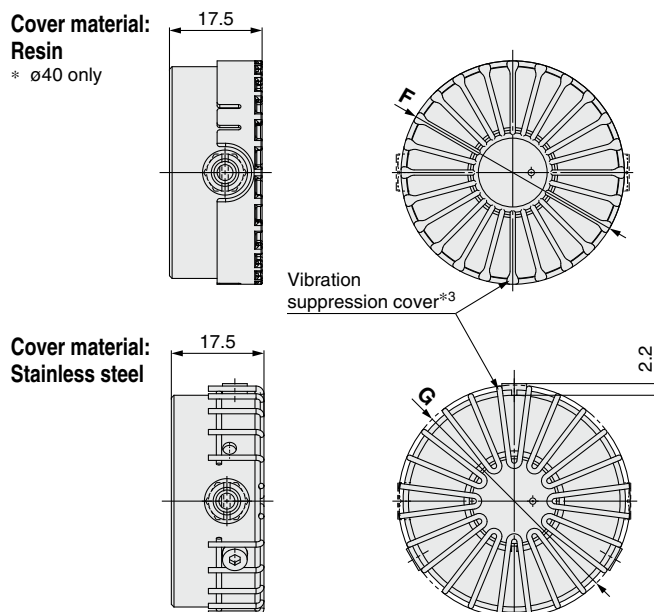 Cover material:
Resin
* ø40 only
17.5
F
Vibration
suppression cover*3
Cover material:
Stainless steel
17.5
G
2.2